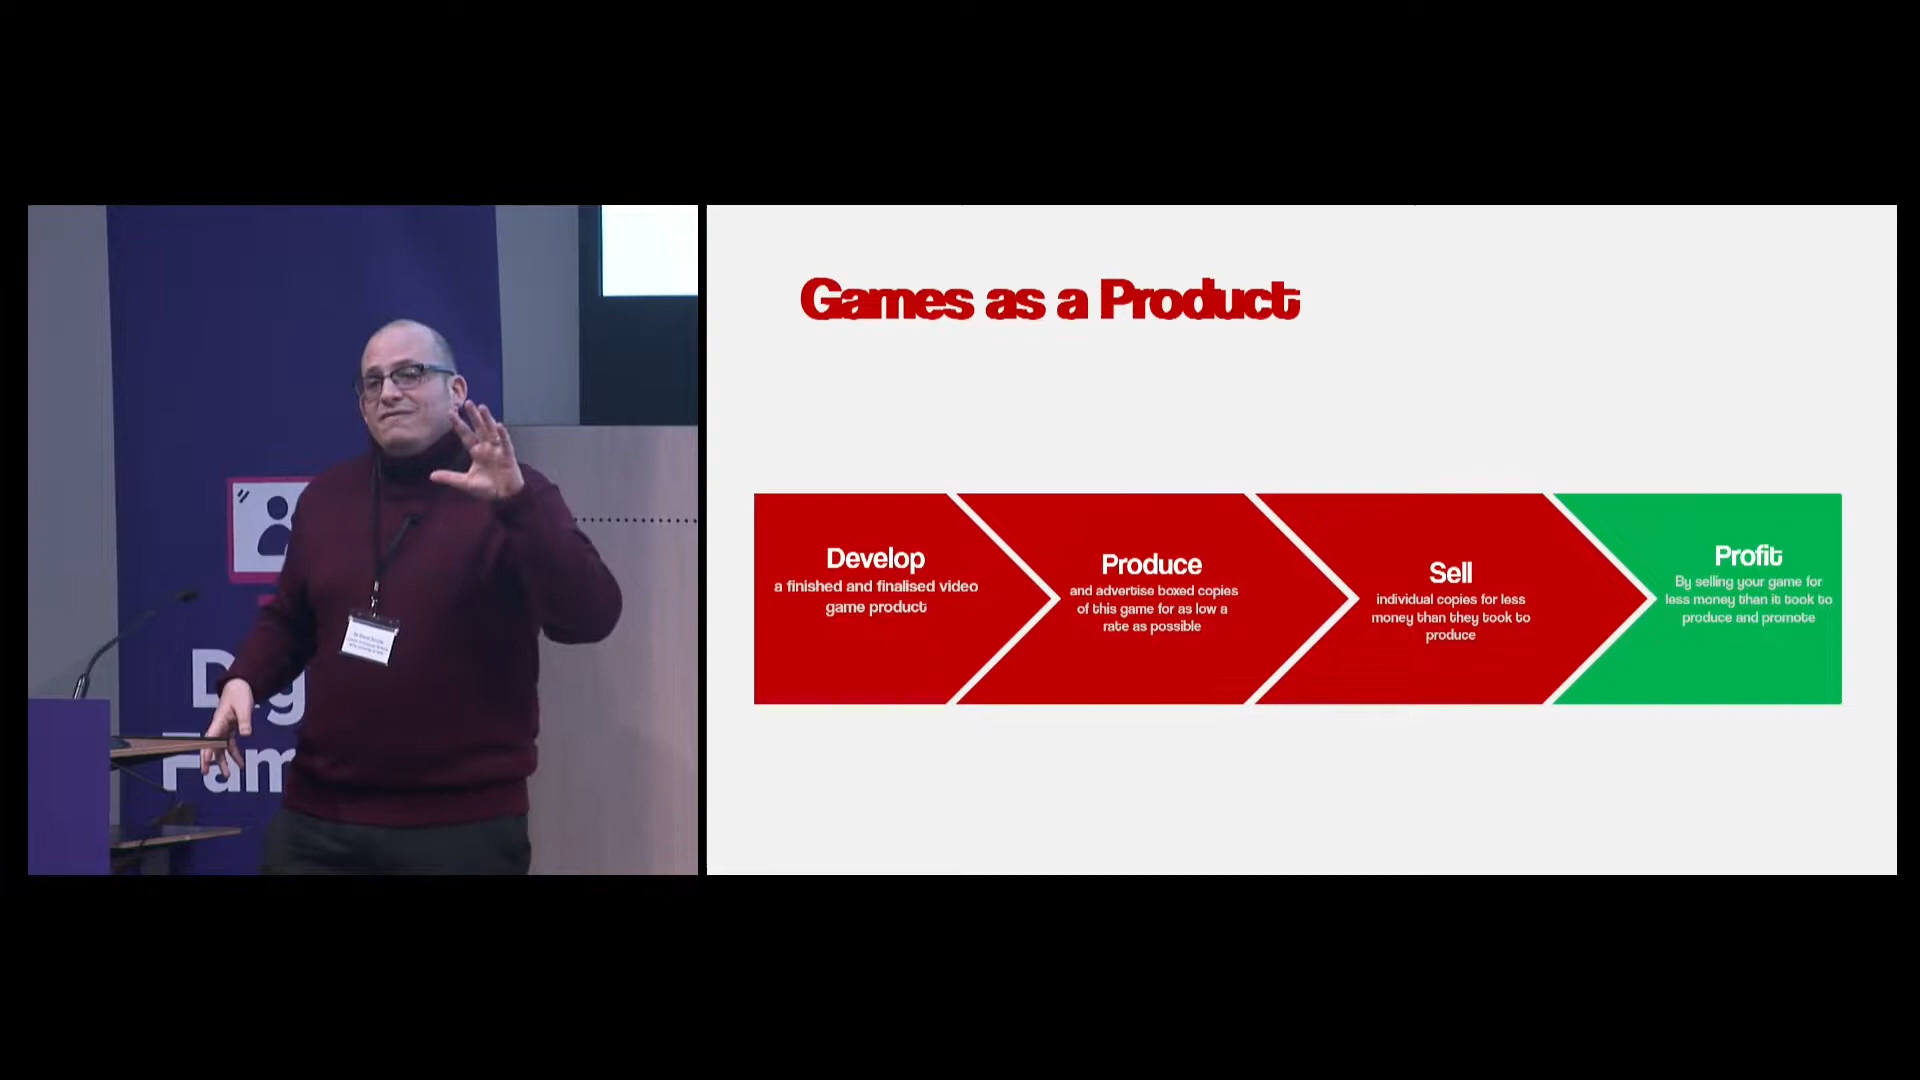 Games as a Product
Develop
a finished and finalised video
game product
Produce
and advertise boxed copies
of this game for as low a
rate as possible
Sell
individual copies for less
money than they took to
produce
Profit
By selling your game for
less money than it took to
produce and promote